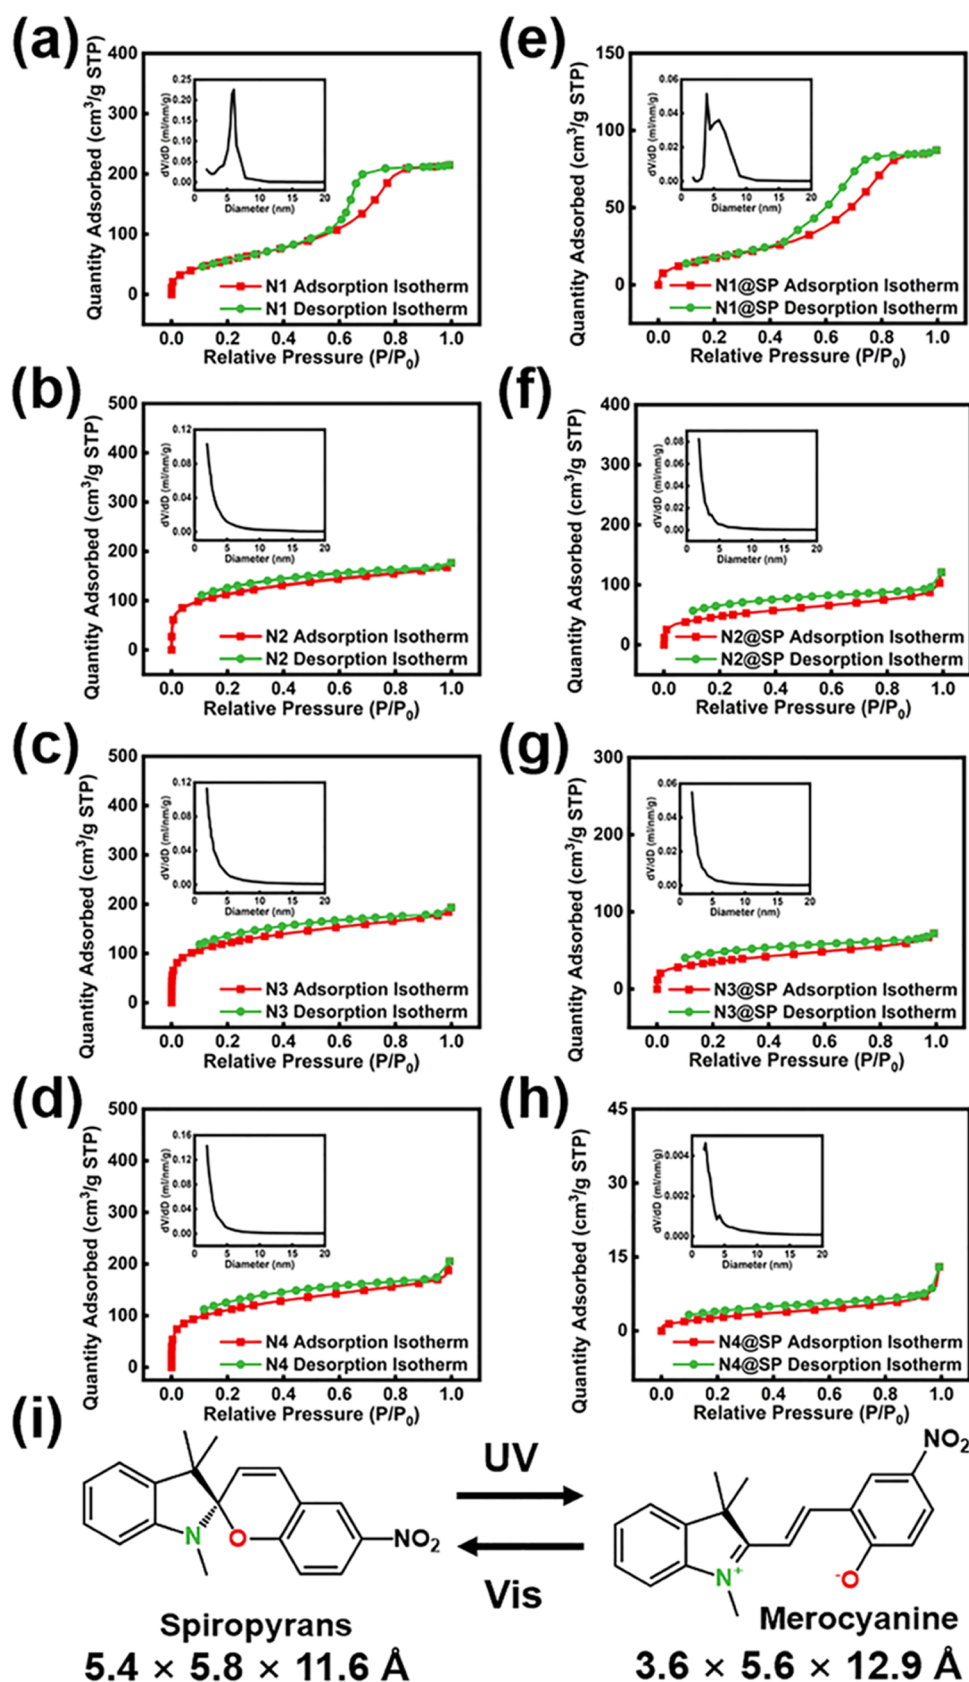 (a)
Quantity Adsorbed (cm³/g STP)
400
300
200
100
0
dV/dD (ml/nm/g)
0.25
0.20
0.15
0.10
0.05
0.00
0 5 10 15 20
Diameter (nm)
N1 Adsorption Isotherm
N1 Desorption Isotherm
0.0 0.2 0.4 0.6 0.8 1.0
Relative Pressure (P/P₀)
(e)
Quantity Adsorbed (cm³/g STP)
150
100
50
0
dV/dD (ml/nm/g)
0.06
0.04
0.02
0.00
0 5 10 15 20
Diameter (nm)
N1@SP Adsorption Isotherm
N1@SP Desorption Isotherm
0.0 0.2 0.4 0.6 0.8 1.0
Relative Pressure (P/P₀)
(b)
Quantity Adsorbed (cm³/g STP)
500
400
300
200
100
0
dV/dD (ml/nm/g)
0.12
0.08
0.04
0.00
0 5 10 15 20
Diameter (nm)
N2 Adsorption Isotherm
N2 Desorption Isotherm
0.0 0.2 0.4 0.6 0.8 1.0
Relative Pressure (P/P₀)
(f)
Quantity Adsorbed (cm³/g STP)
400
300
200
100
0
dV/dD (ml/nm/g)
0.08
0.06
0.04
0.02
0.00
0 5 10 15 20
Diameter (nm)
N2@SP Adsorption Isotherm
N2@SP Desorption Isotherm
0.0 0.2 0.4 0.6 0.8 1.0
Relative Pressure (P/P₀)
(c)
Quantity Adsorbed (cm³/g STP)
500
400
300
200
100
0
dV/dD (ml/nm/g)
0.12
0.08
0.04
0.00
0 5 10 15 20
Diameter (nm)
N3 Adsorption Isotherm
N3 Desorption Isotherm
0.0 0.2 0.4 0.6 0.8 1.0
Relative Pressure (P/P₀)
(g)
Quantity Adsorbed (cm³/g STP)
300
200
100
0
dV/dD (ml/nm/g)
0.06
0.04
0.02
0.00
0 5 10 15 20
Diameter (nm)
N3@SP Adsorption Isotherm
N3@SP Desorption Isotherm
0.0 0.2 0.4 0.6 0.8 1.0
Relative Pressure (P/P₀)
(d)
Quantity Adsorbed (cm³/g STP)
500
400
300
200
100
0
dV/dD (ml/nm/g)
0.16
0.12
0.08
0.04
0.00
0 5 10 15 20
Diameter (nm)
N4 Adsorption Isotherm
N4 Desorption Isotherm
0.0 0.2 0.4 0.6 0.8 1.0
Relative Pressure (P/P₀)
(h)
Quantity Adsorbed (cm³/g STP)
45
30
15
0
dV/dD (ml/nm/g)
0.004
0.002
0.000
0 5 10 15 20
Diameter (nm)
N4@SP Adsorption Isotherm
N4@SP Desorption Isotherm
0.0 0.2 0.4 0.6 0.8 1.0
Relative Pressure (P/P₀)
(i)
N
O
NO₂
UV
Vis
NO₂
N⁺
⁻O
Spiropyrans
5.4 × 5.8 × 11.6 Å
Merocyanine
3.6 × 5.6 × 12.9 Å